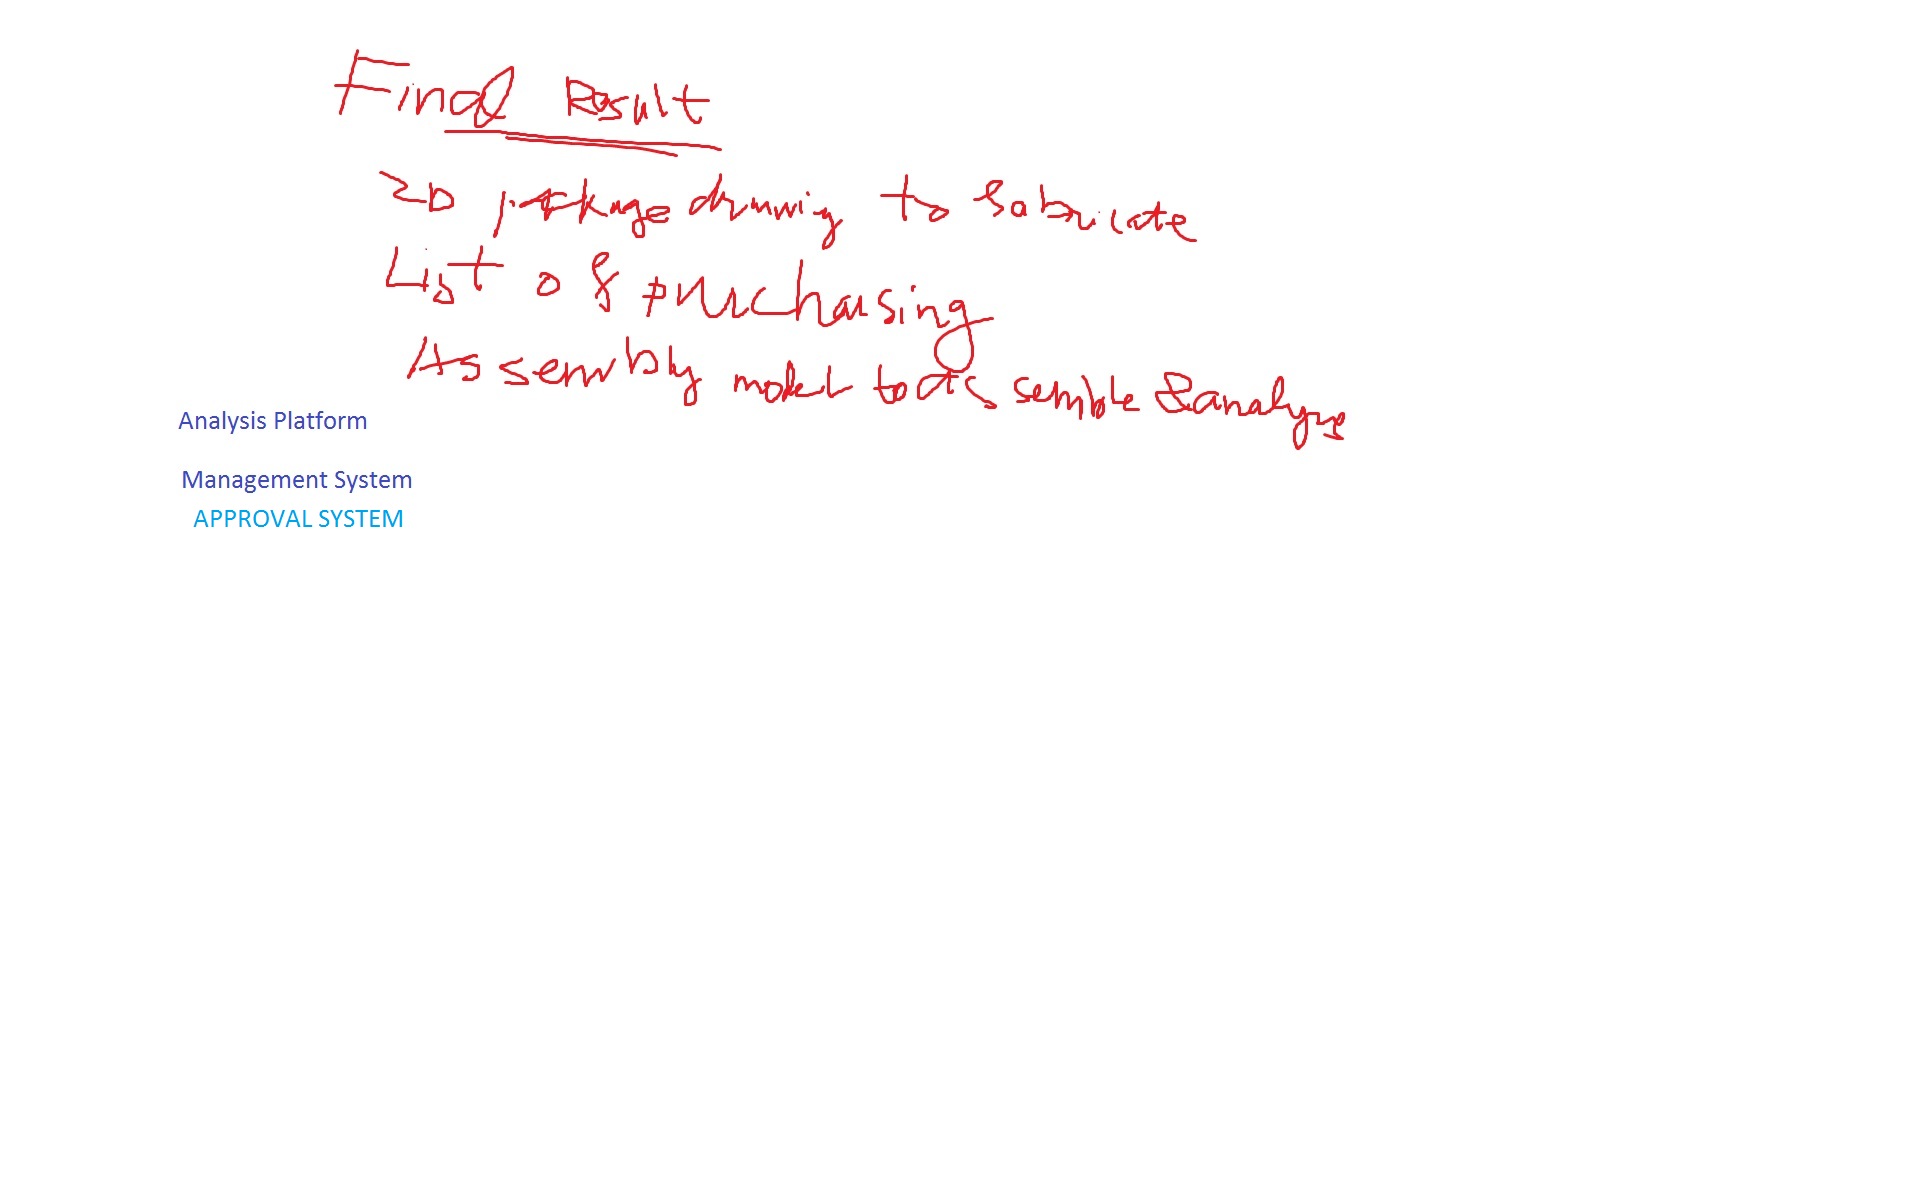 Final Result
2D package drawing to fabricate
List of purchasing
Assembly model to assemble & analyze
Analysis Platform
Management System
APPROVAL SYSTEM